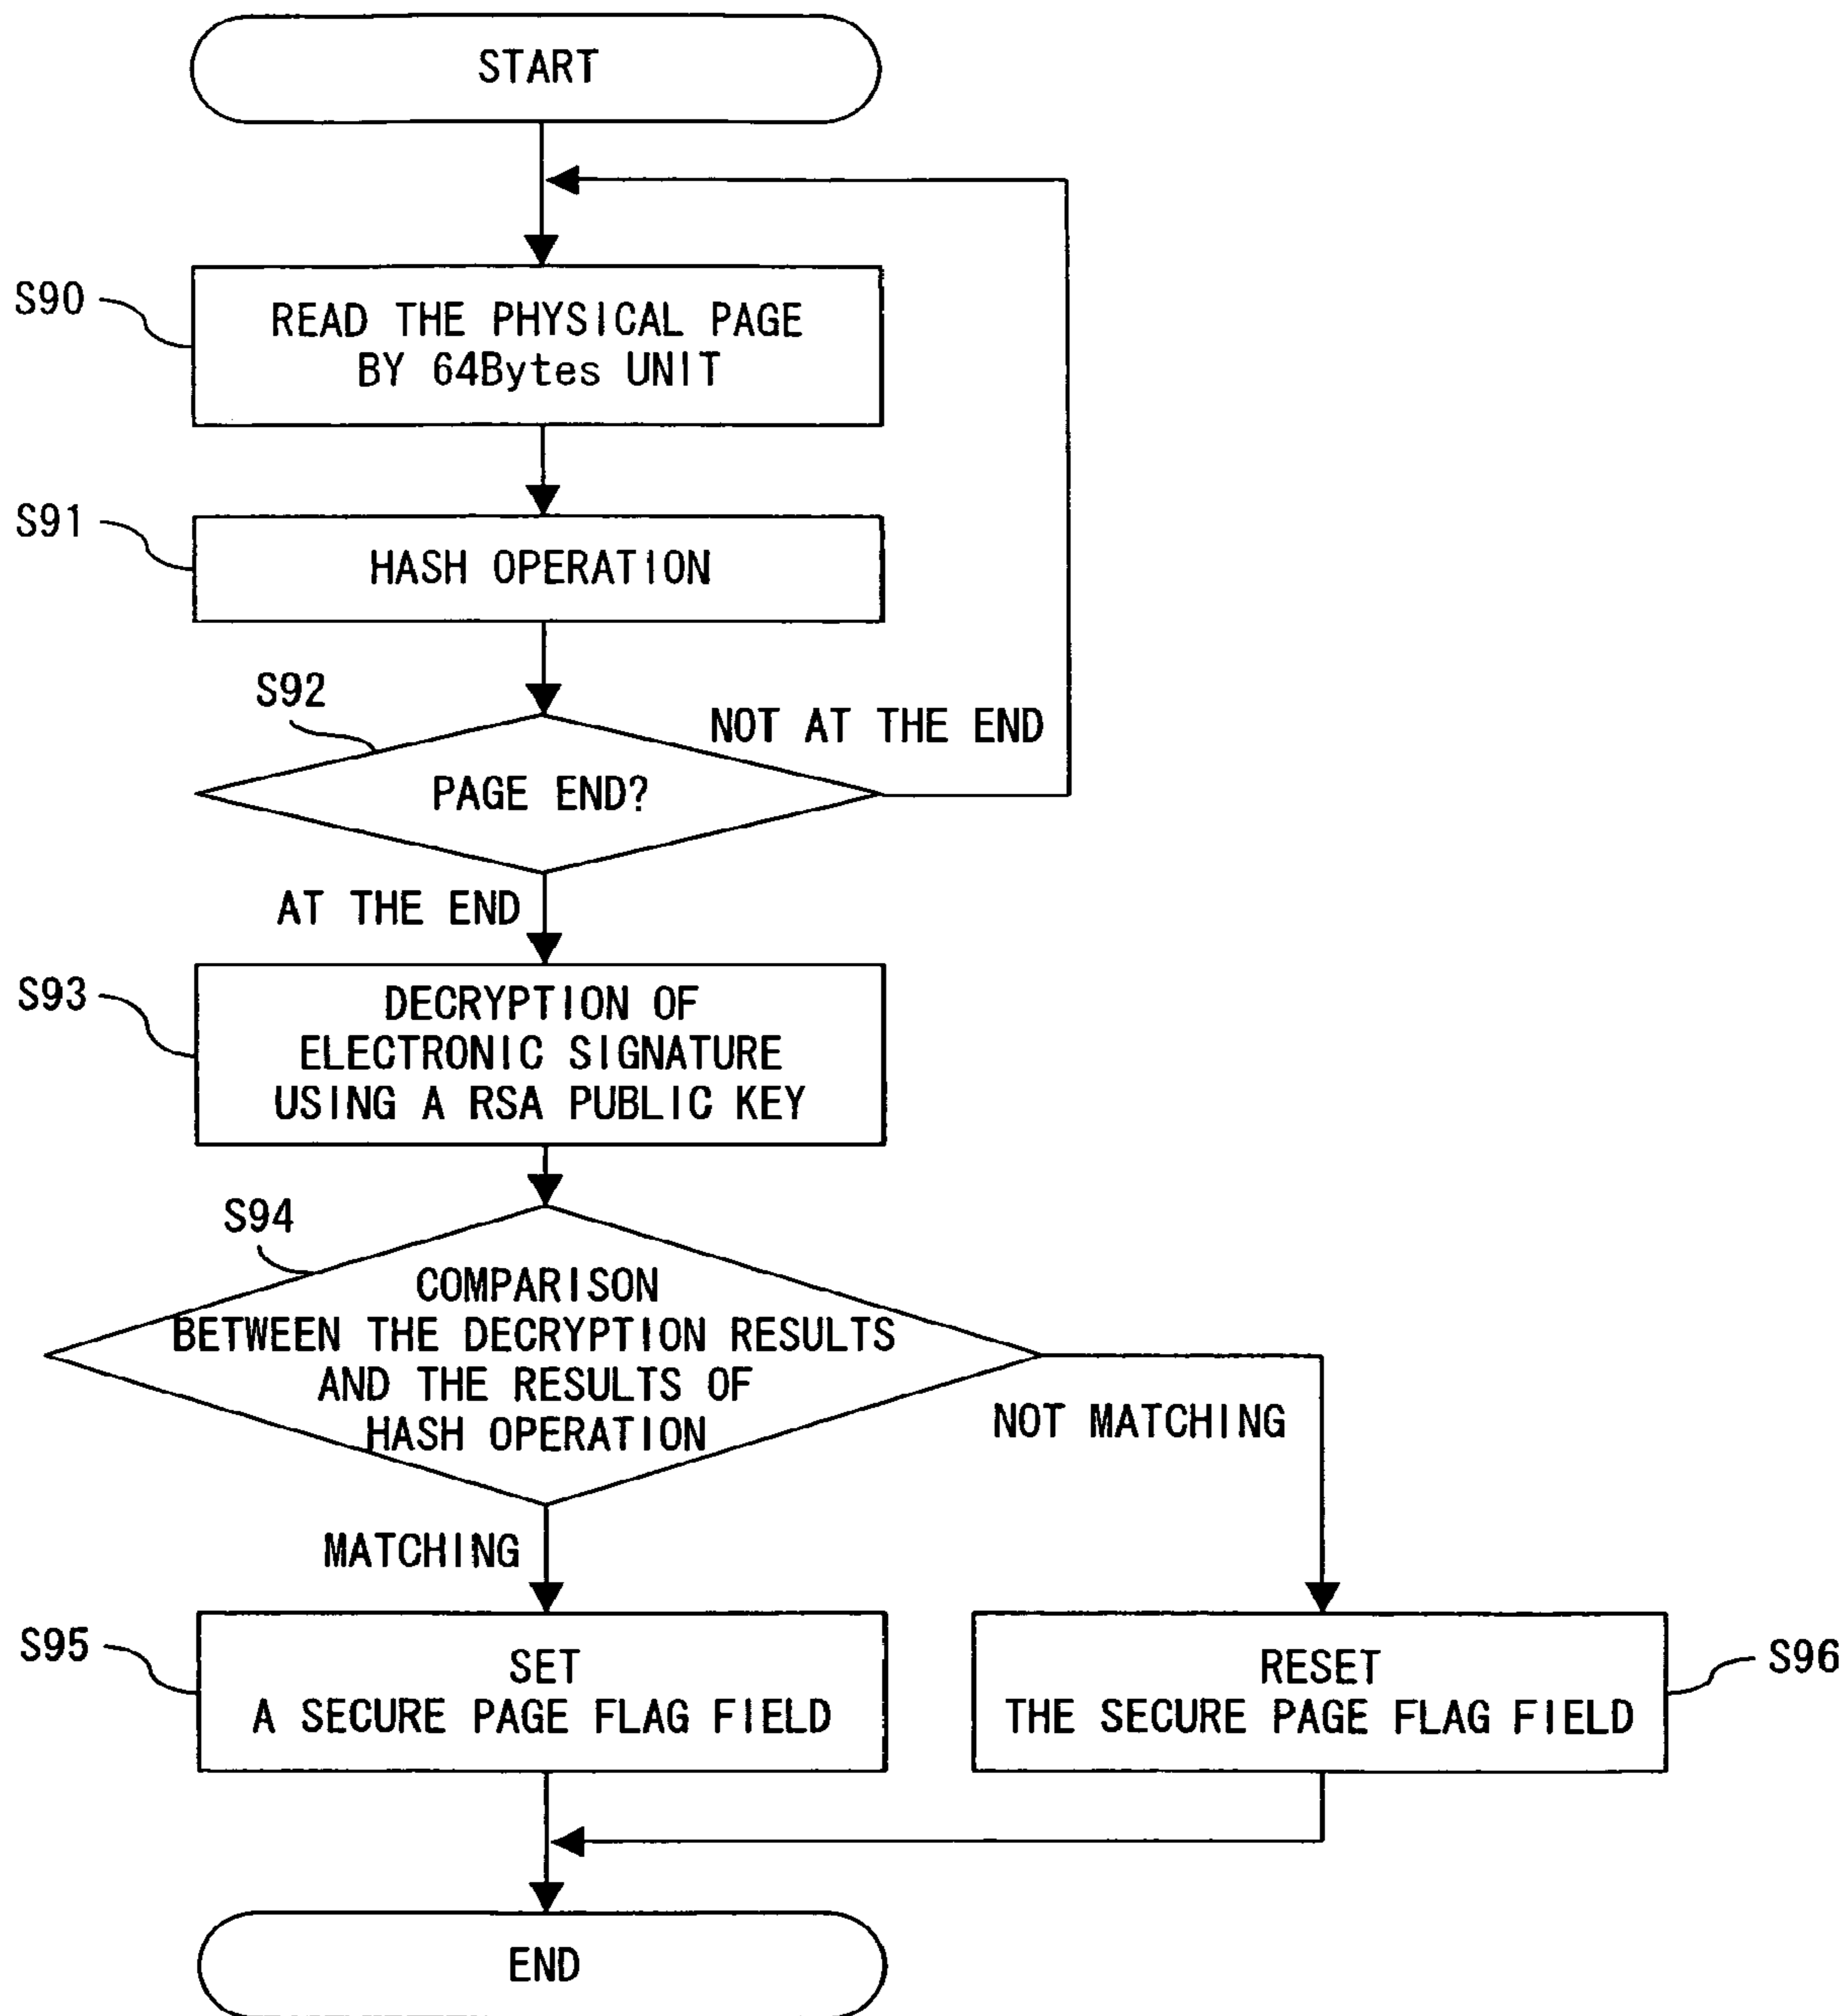 START
S90
READ THE PHYSICAL PAGE
BY 64Bytes UNIT
S91
HASH OPERATION
S92
NOT AT THE END
PAGE END?
AT THE END
S93
DECRYPTION OF
ELECTRONIC SIGNATURE
USING A RSA PUBLIC KEY
S94
COMPARISON
BETWEEN THE DECRYPTION RESULTS
AND THE RESULTS OF
HASH OPERATION
NOT MATCHING
MATCHING
S95
SET
A SECURE PAGE FLAG FIELD
RESET
THE SECURE PAGE FLAG FIELD
S96
END